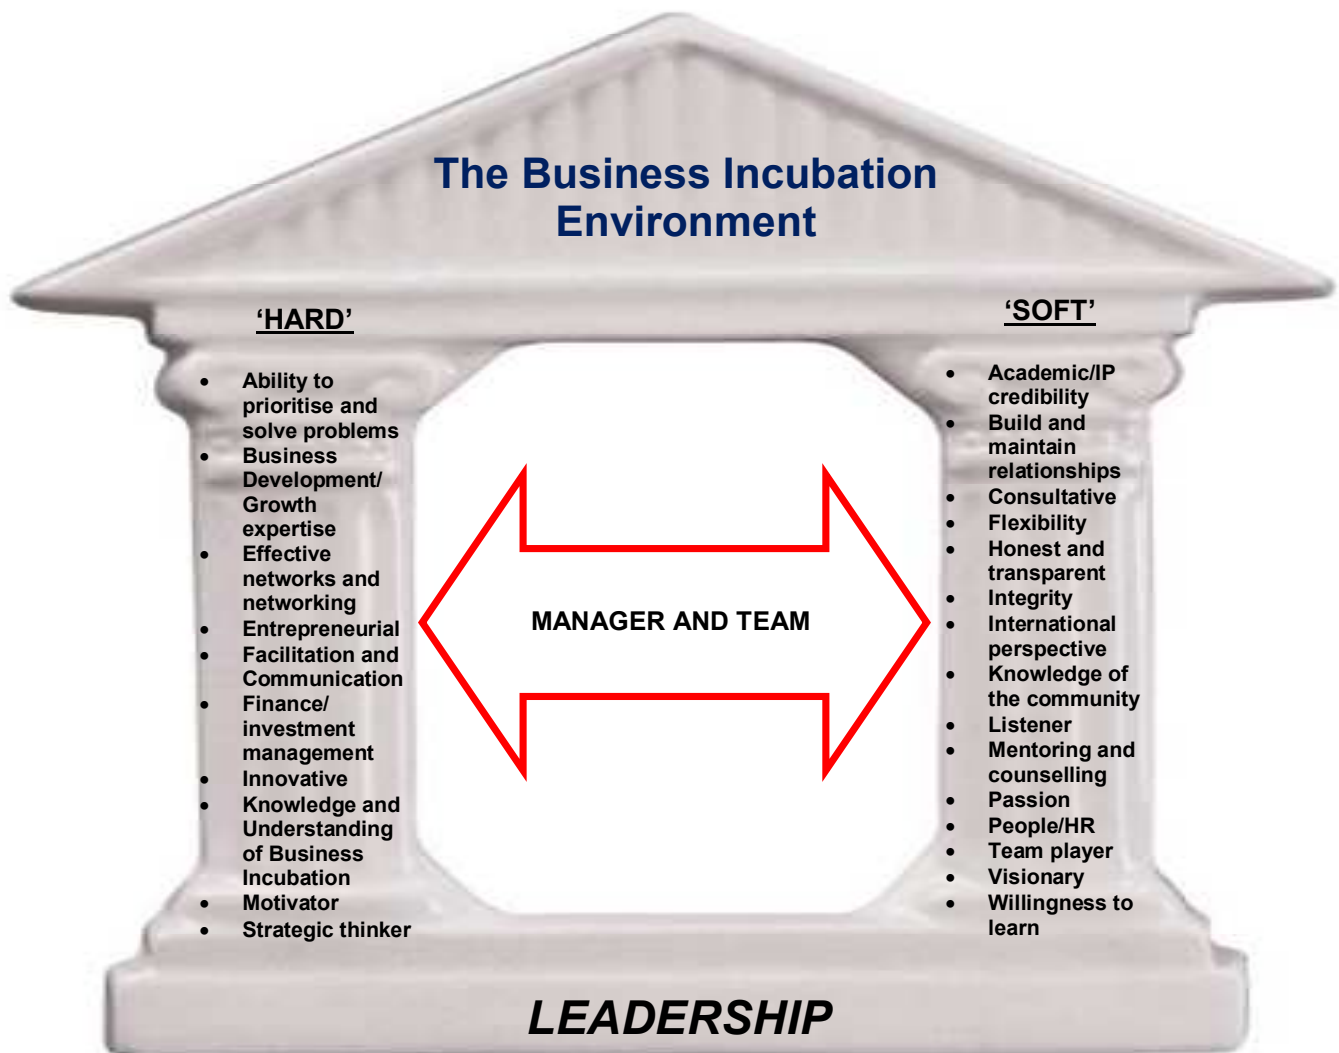 The Business Incubation
Environment
‘HARD’
• Ability to
prioritise and
solve problems
• Business
Development/
Growth
expertise
• Effective
networks and
networking
• Entrepreneurial
• Facilitation and
Communication
• Finance/
investment
management
• Innovative
• Knowledge and
Understanding
of Business
Incubation
• Motivator
• Strategic thinker
MANAGER AND TEAM
‘SOFT’
• Academic/IP
credibility
• Build and
maintain
relationships
• Consultative
• Flexibility
• Honest and
transparent
• Integrity
• International
perspective
• Knowledge of
the community
• Listener
• Mentoring and
counselling
• Passion
• People/HR
• Team player
• Visionary
• Willingness to
learn
LEADERSHIP